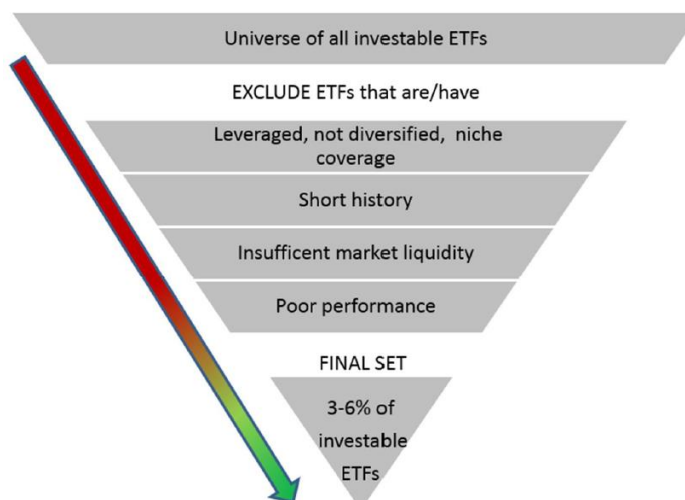 Universe of all investable ETFs
EXCLUDE ETFs that are/have
Leveraged, not diversified, niche
coverage
Short history
Insufficent market liquidity
Poor performance
FINAL SET
3-6% of
investable
ETFs